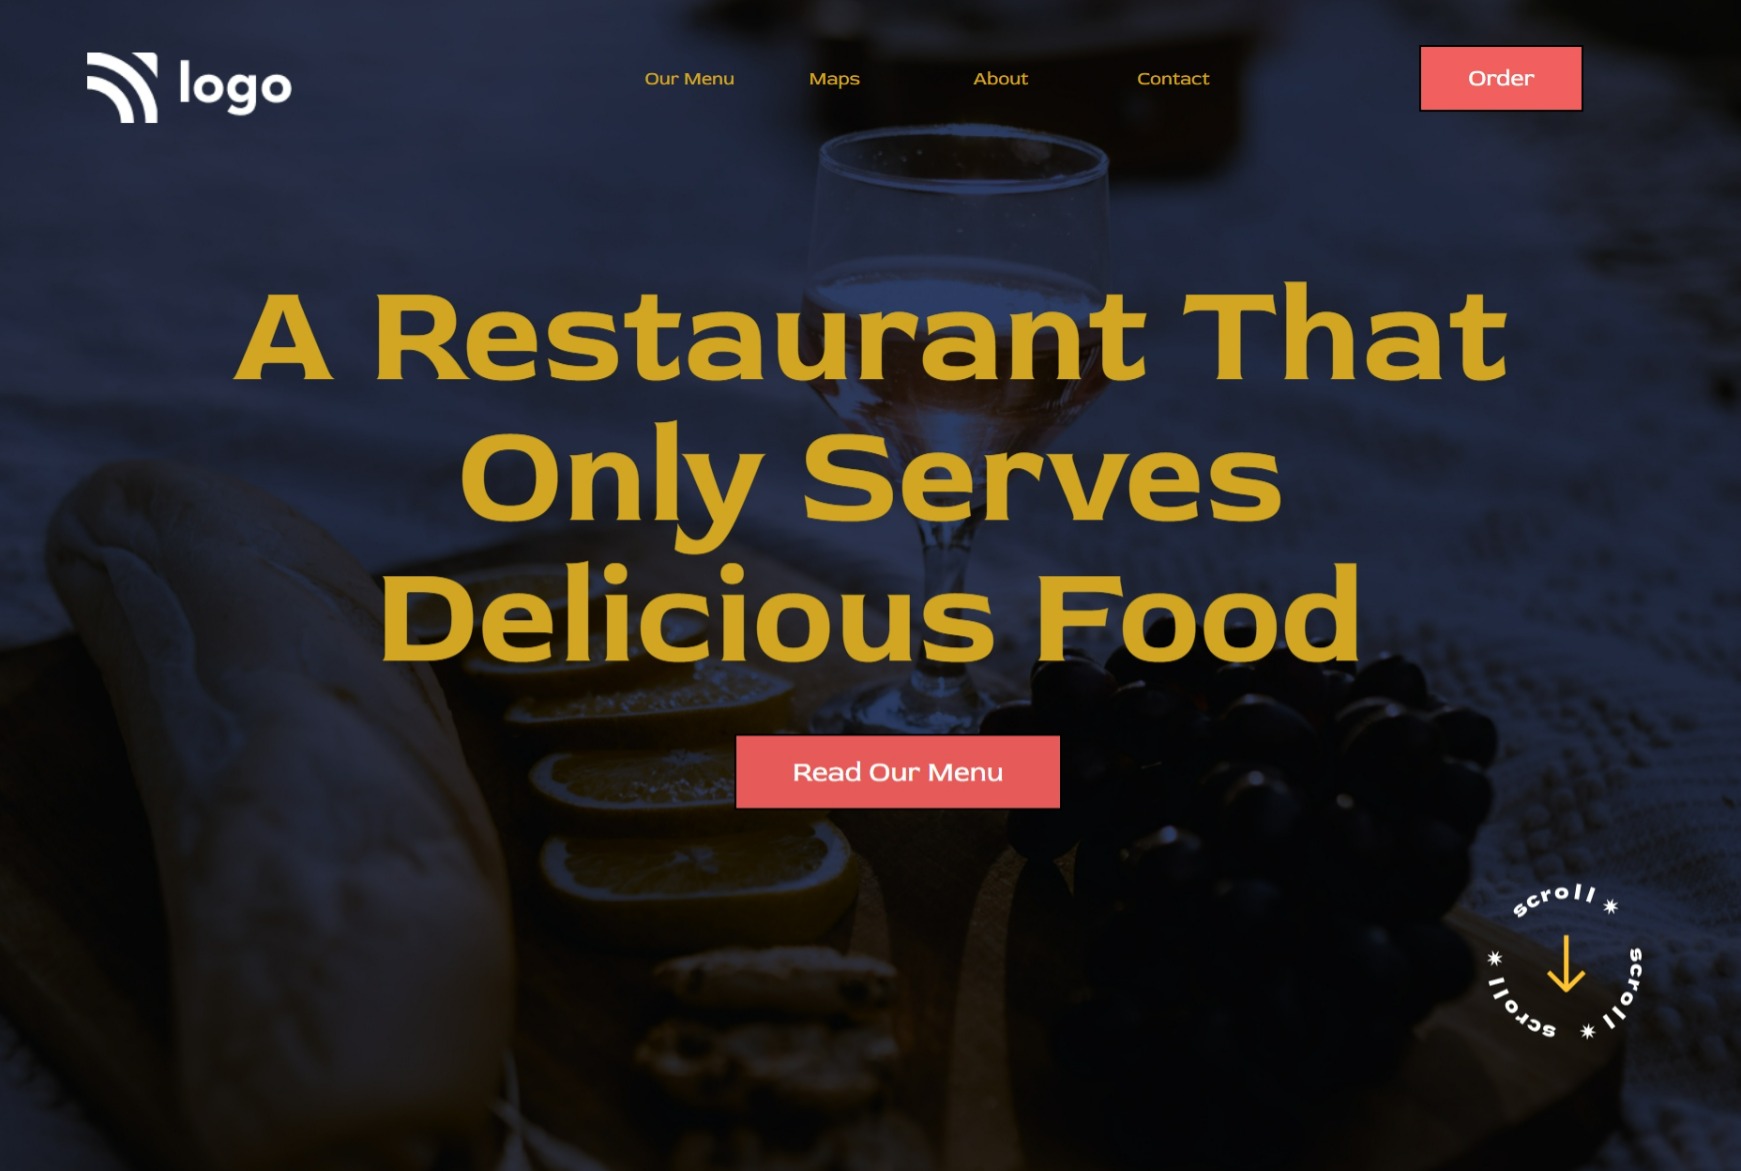 logo
Our Menu
Maps
About
Contact
Order
A Restaurant That
Only Serves
Delicious Food
Read Our Menu
scroll * scroll * scroll *